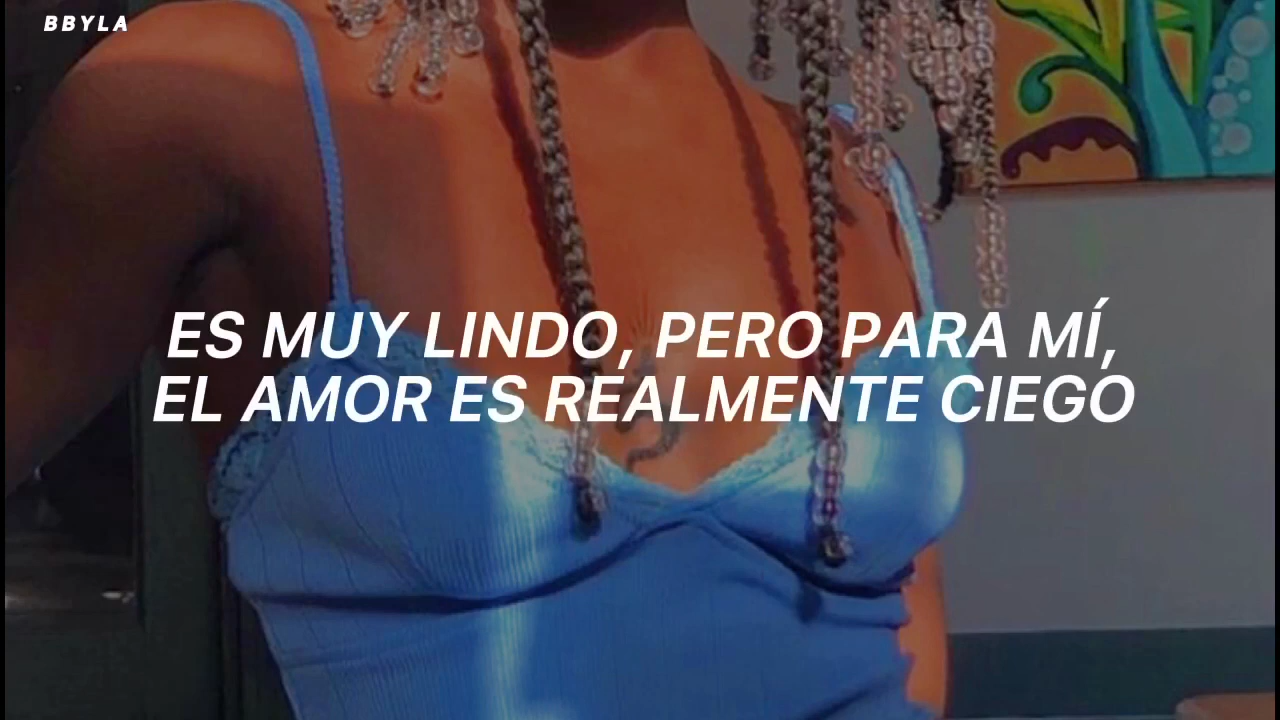 BBYLA
ES MUY LINDO, PERO PARA MÍ,
EL AMOR ES REALMENTE CIEGO